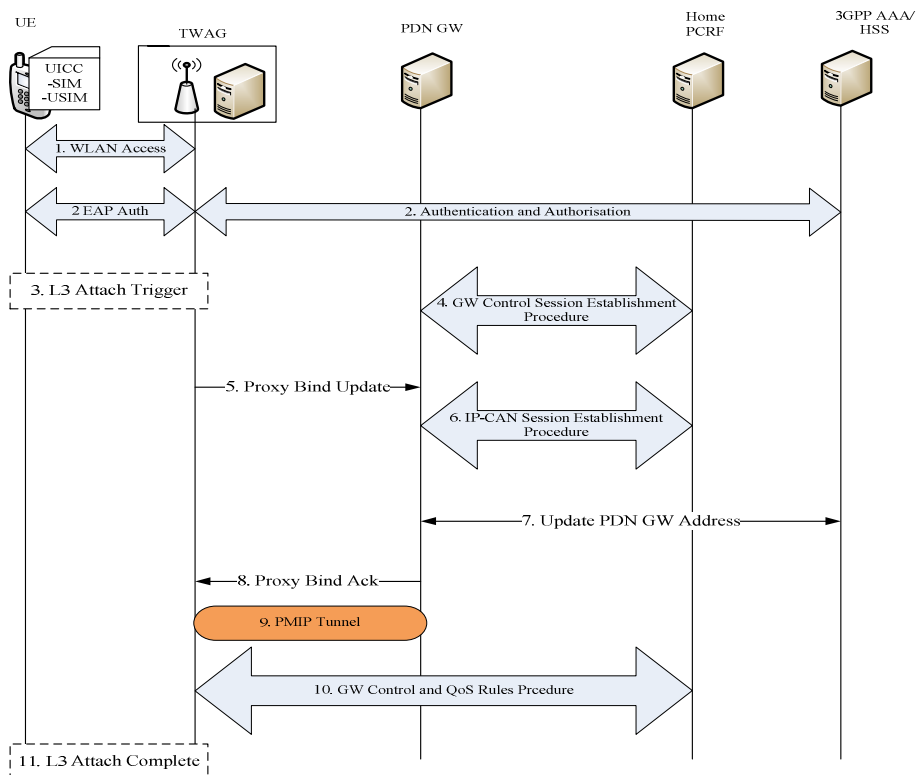 UE
TWAG
PDN GW
Home
PCRF
3GPP AAA/
HSS
UICC
-SIM
-USIM
1. WLAN Access
2 EAP Auth
2. Authentication and Authorisation
3. L3 Attach Trigger
4. GW Control Session Establishment
Procedure
5. Proxy Bind Update
6. IP-CAN Session Establishment
Procedure
7. Update PDN GW Address
8. Proxy Bind Ack
9. PMIP Tunnel
10. GW Control and QoS Rules Prcedure
11. L3 Attach Complete